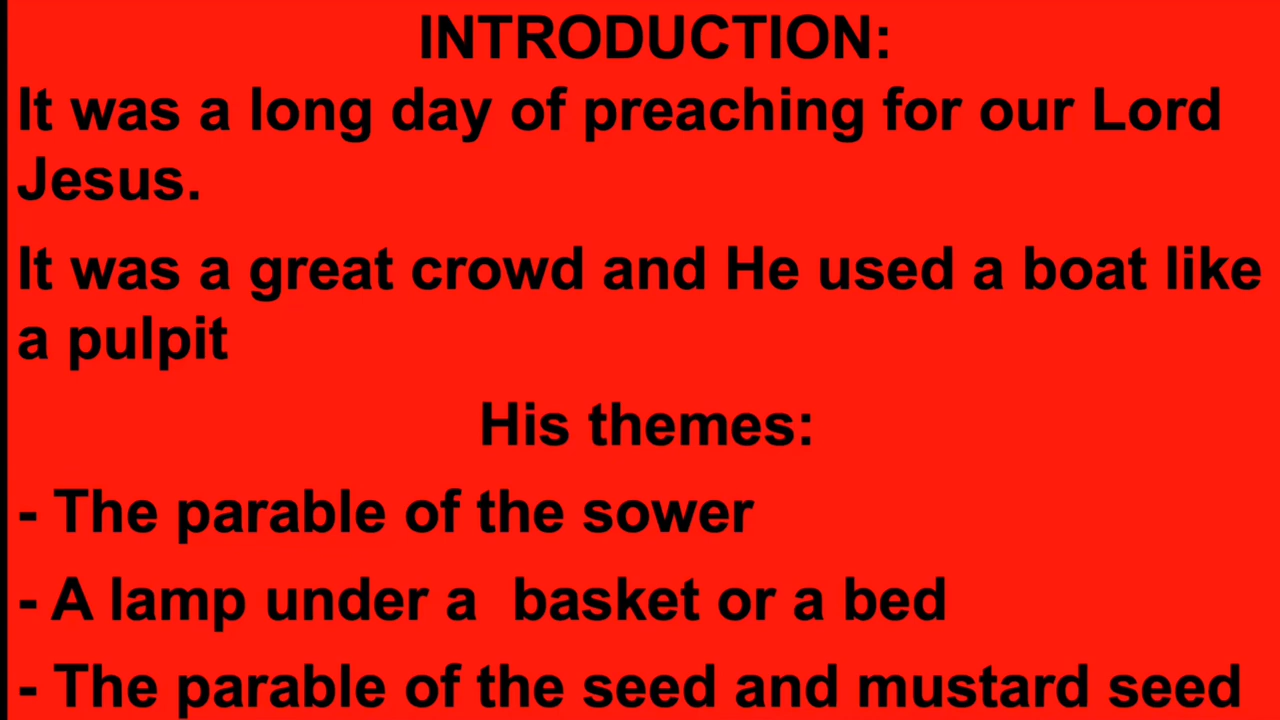 INTRODUCTION:
It was a long day of preaching for our Lord
Jesus.
It was a great crowd and He used a boat like
a pulpit
His themes:
- The parable of the sower
- A lamp under a  basket or a bed
- The parable of the seed and mustard seed